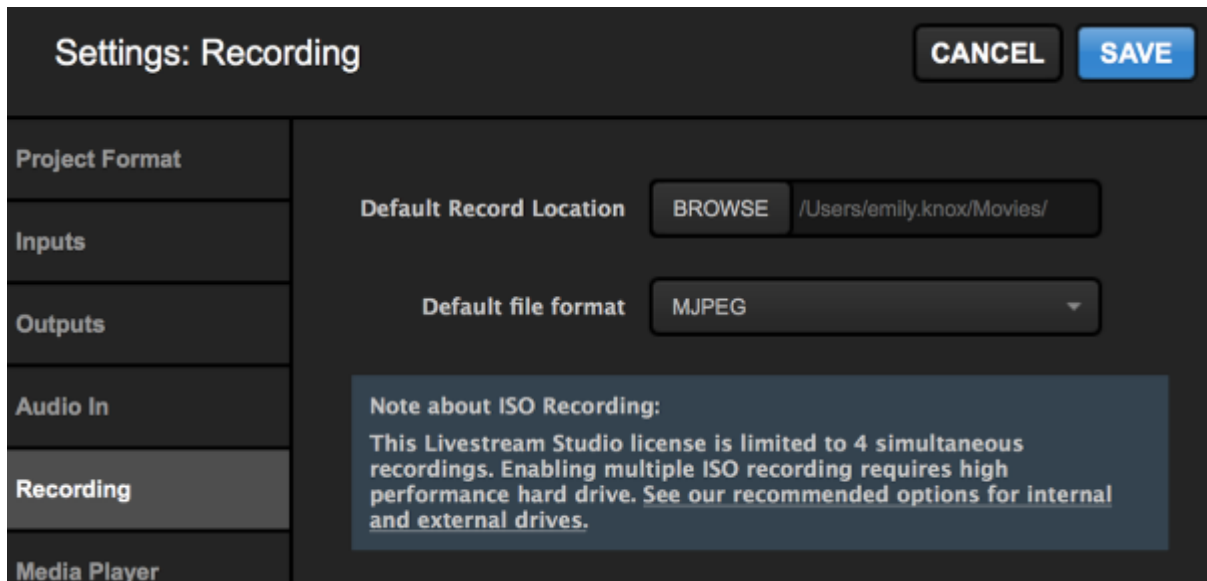 Settings: Recording
CANCEL
SAVE
Project Format
Inputs
Outputs
Audio In
Recording
Media Player
Default Record Location
BROWSE
/Users/emily.knox/Movies/
Default file format
MJPEG
Note about ISO Recording:
This Livestream Studio license is limited to 4 simultaneous
recordings. Enabling multiple ISO recording requires high
performance hard drive. See our recommended options for internal
and external drives.